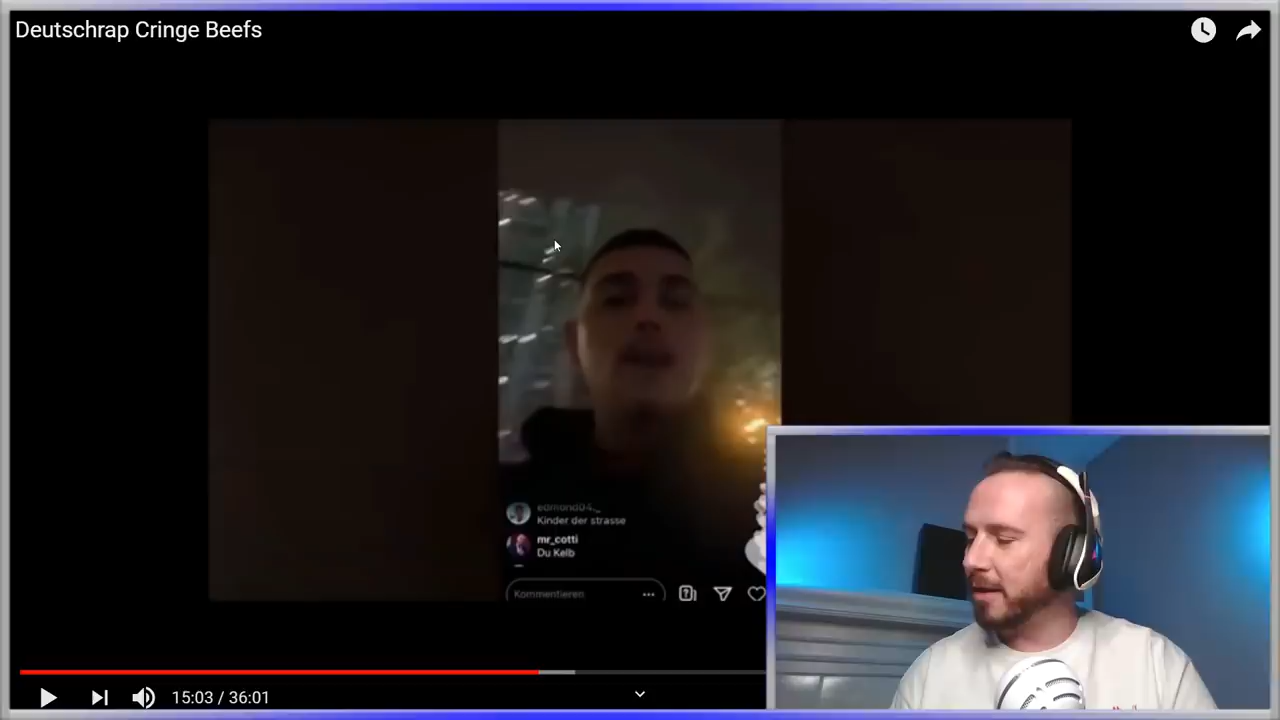 Deutschrap Cringe Beefs
edmond04._
Kinder der strasse
mr_cotti
Du Kelb
Kommentieren
15:03 / 36:01